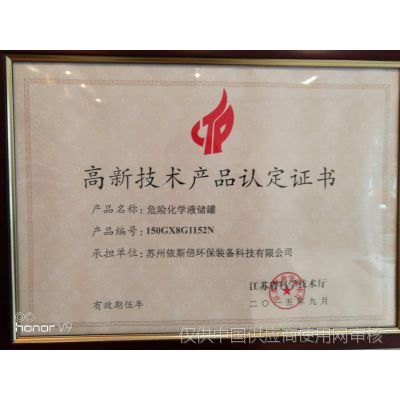 高新技术产品认定证书
产品名称：危险化学液储罐
产品编号：150GX8G1152N
承担单位：苏州依斯倍环保装备科技有限公司
江苏省科学技术厅
有效期伍年
二〇一五年九月
honor V9
仅供中国供应商使用网审核